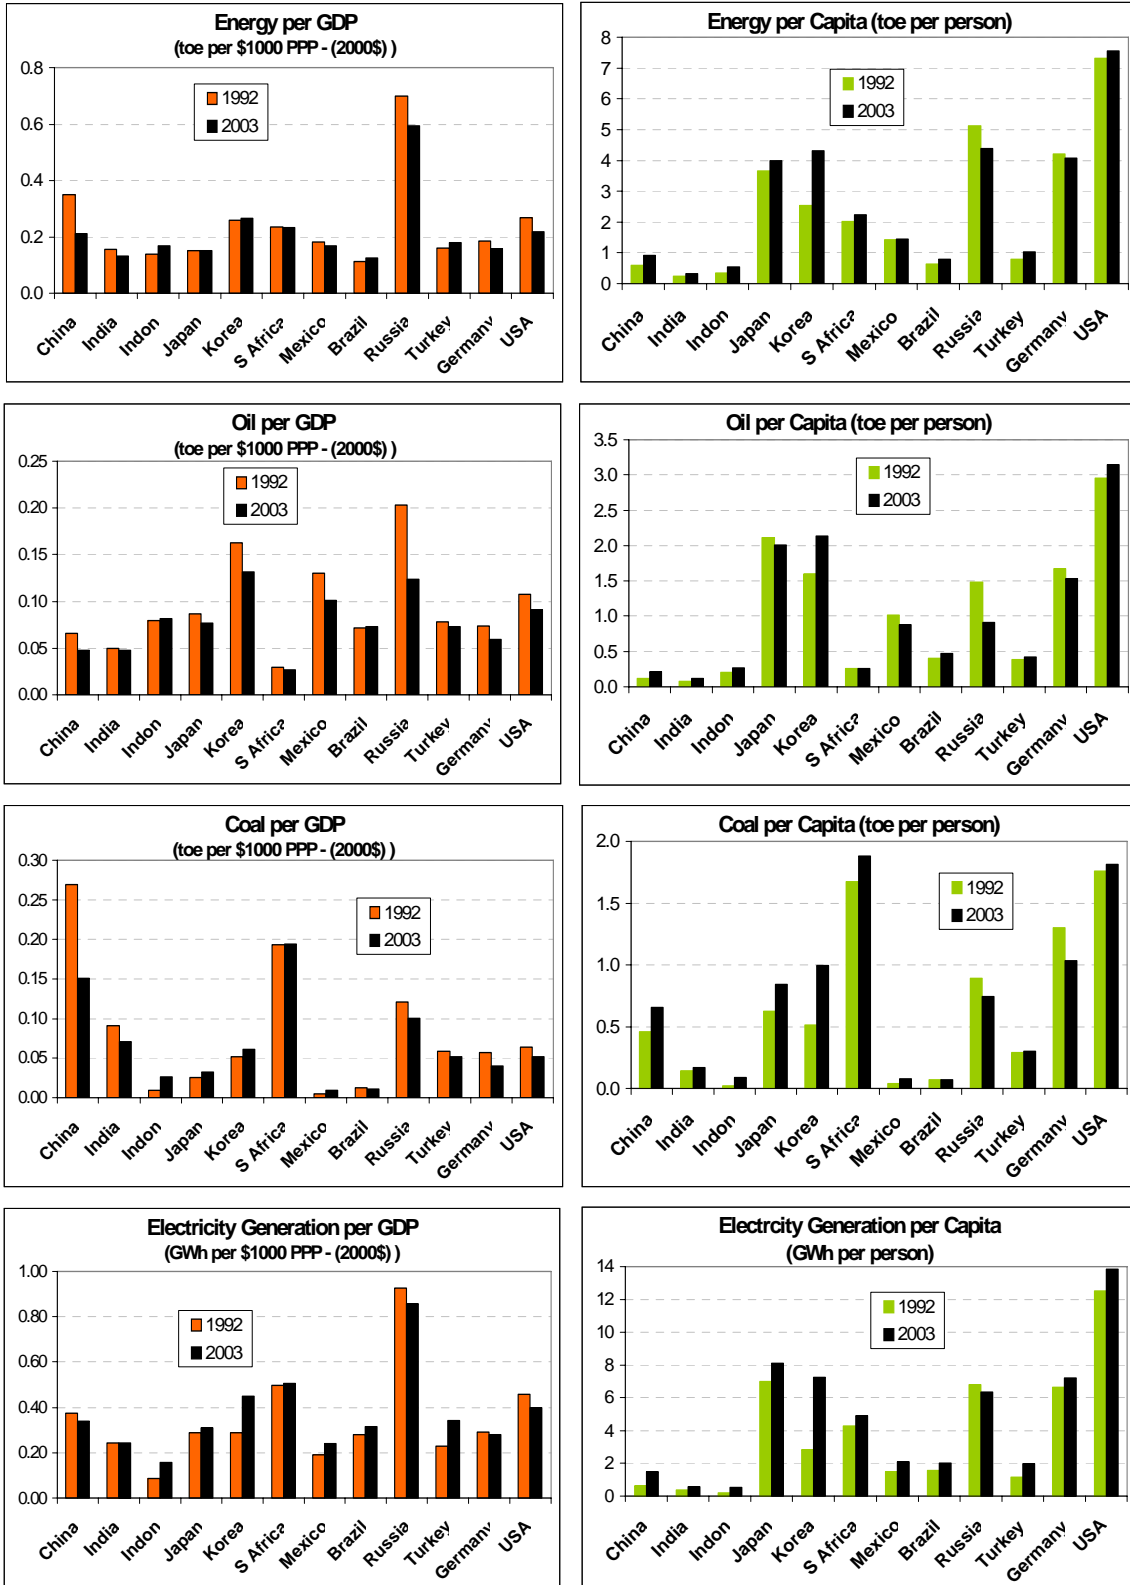 Energy per GDP
(toe per $1000 PPP - (2000$) )
0.8
0.6
0.4
0.2
0.0
1992
2003
China
India
Indon
Japan
Korea
S Africa
Mexico
Brazil
Russia
Turkey
Germany
USA
Energy per Capita (toe per person)
8
7
6
5
4
3
2
1
0
1992
2003
China
India
Indon
Japan
Korea
S Africa
Mexico
Brazil
Russia
Turkey
Germany
USA
Oil per GDP
(toe per $1000 PPP - (2000$) )
0.25
0.20
0.15
0.10
0.05
0.00
1992
2003
China
India
Indon
Japan
Korea
S Africa
Mexico
Brazil
Russia
Turkey
Germany
USA
Oil per Capita (toe per person)
3.5
3.0
2.5
2.0
1.5
1.0
0.5
0.0
1992
2003
China
India
Indon
Japan
Korea
S Africa
Mexico
Brazil
Russia
Turkey
Germany
USA
Coal per GDP
(toe per $1000 PPP - (2000$) )
0.30
0.25
0.20
0.15
0.10
0.05
0.00
1992
2003
China
India
Indon
Japan
Korea
S Africa
Mexico
Brazil
Russia
Turkey
Germany
USA
Coal per Capita (toe per person)
2.0
1.5
1.0
0.5
0.0
1992
2003
China
India
Indon
Japan
Korea
S Africa
Mexico
Brazil
Russia
Turkey
Germany
USA
Electricity Generation per GDP
(GWh per $1000 PPP - (2000$) )
1.00
0.80
0.60
0.40
0.20
0.00
1992
2003
China
India
Indon
Japan
Korea
S Africa
Mexico
Brazil
Russia
Turkey
Germany
USA
Electrcity Generation per Capita
(GWh per person)
14
12
10
8
6
4
2
0
1992
2003
China
India
Indon
Japan
Korea
S Africa
Mexico
Brazil
Russia
Turkey
Germany
USA